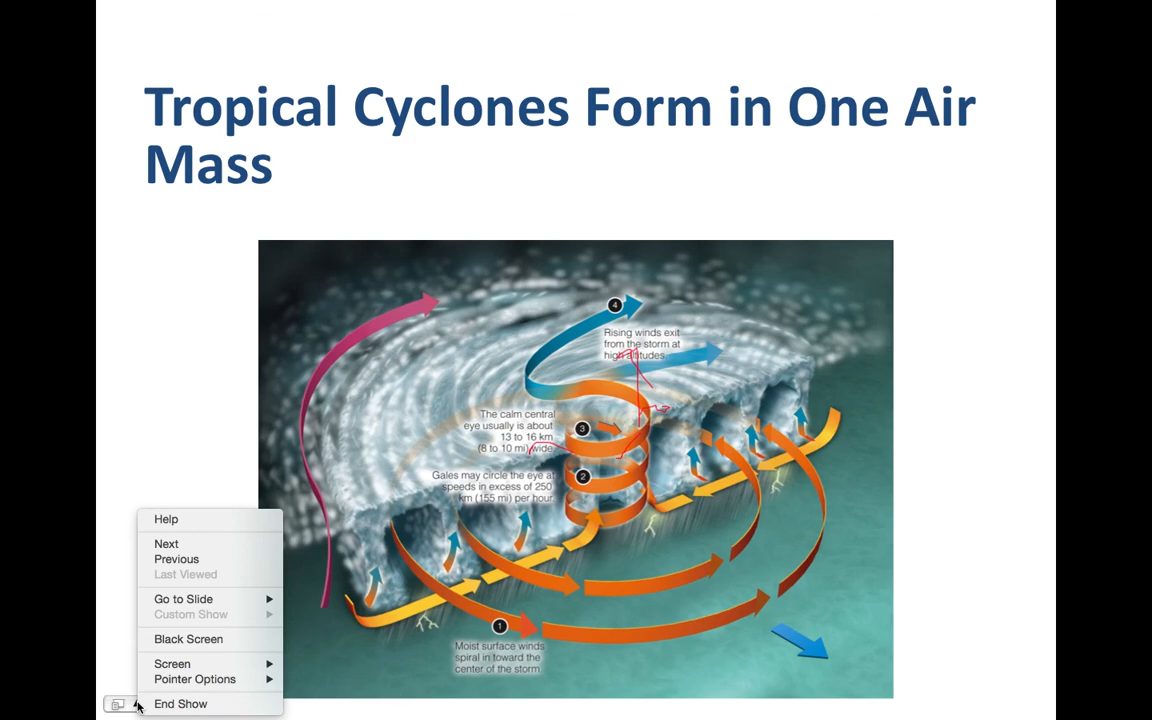 Tropical Cyclones Form in One Air
Mass
4
Rising winds exit
from the storm at
high altitudes.
The calm central
eye usually is about
13 to 16 km
(8 to 10 mi) wide.
3
Gales may circle the eye at
speeds in excess of 250
km (155 mi) per hour.
2
1
Moist surface winds
spiral in toward the
center of the storm.
Help
Next
Previous
Last Viewed
Go to Slide
Custom Show
Black Screen
Screen
Pointer Options
End Show